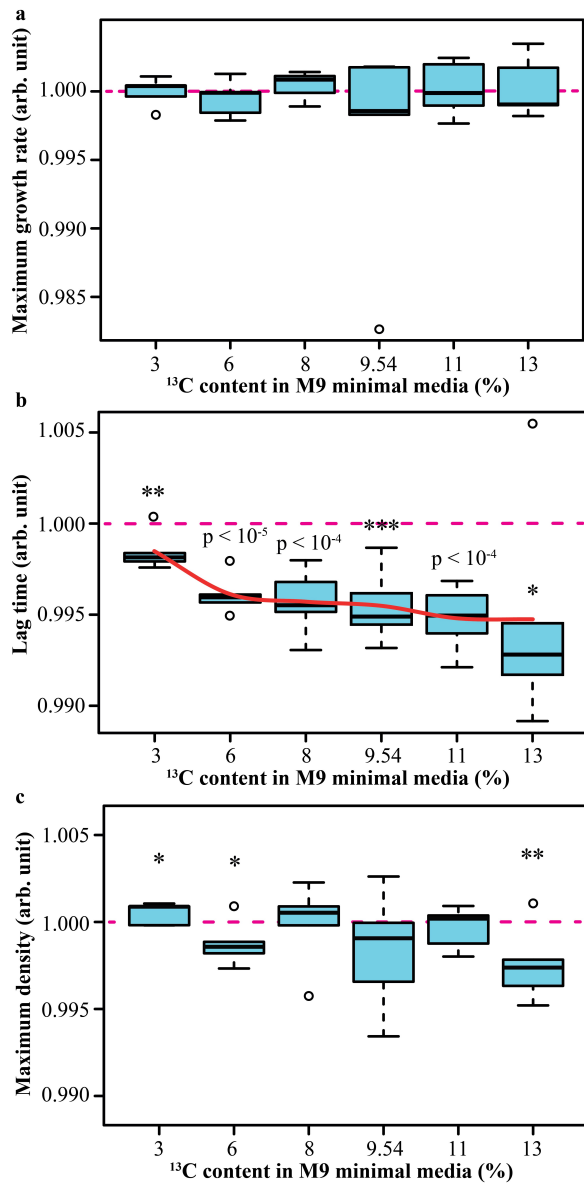 a
Maximum growth rate (arb. unit)
1.000
0.995
0.990
0.985
3 6 8 9.54 11 13
¹³C content in M9 minimal media (%)
b
Lag time (arb. unit)
1.005
1.000
0.995
0.990
**
p < 10⁻⁵
p < 10⁻⁴
***
p < 10⁻⁴
*
3 6 8 9.54 11 13
¹³C content in M9 minimal media (%)
c
Maximum density (arb. unit)
1.005
1.000
0.995
0.990
* * **
3 6 8 9.54 11 13
¹³C content in M9 minimal media (%)